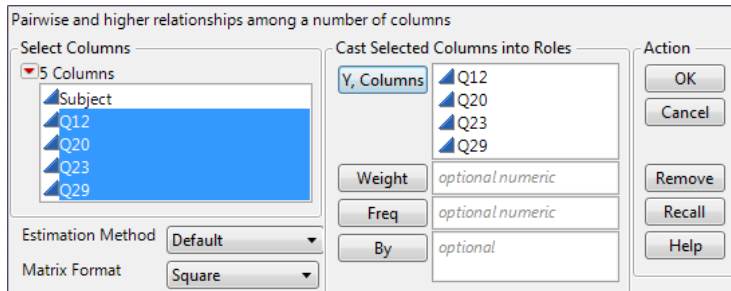 Pairwise and higher relationships among a number of columns
Select Columns
5 Columns
Subject
Q12
Q20
Q23
Q29
Estimation Method Default
Matrix Format Square
Cast Selected Columns into Roles
Y, Columns
Q12
Q20
Q23
Q29
Weight optional numeric
Freq optional numeric
By optional
Action
OK
Cancel
Remove
Recall
Help